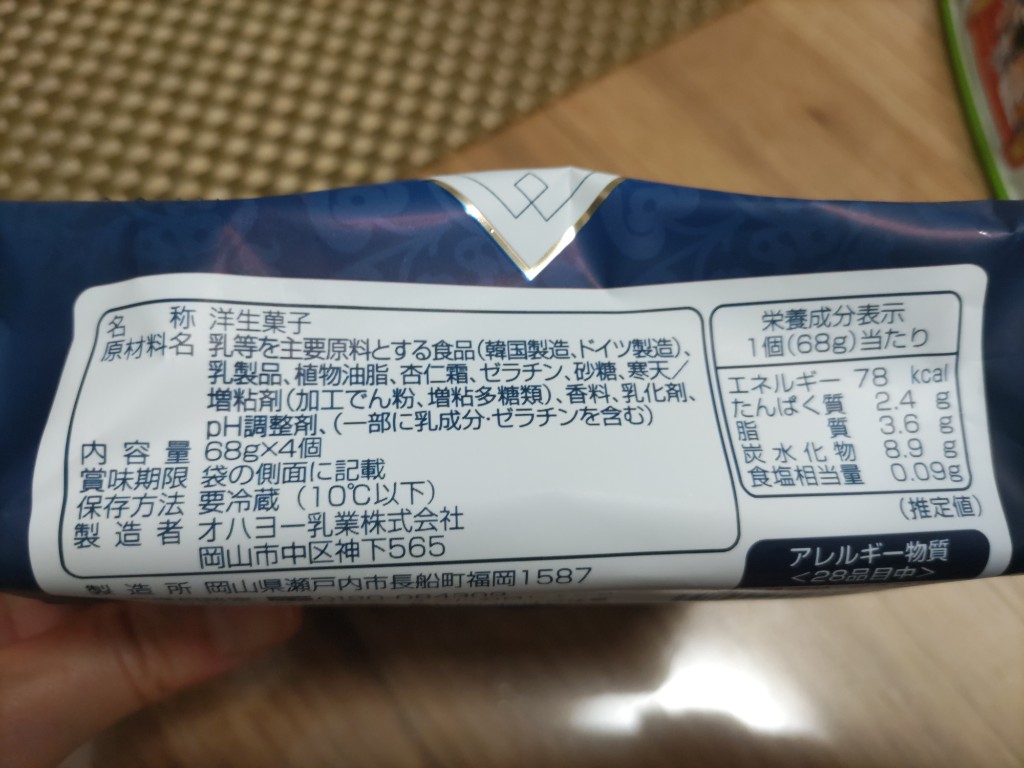 名称 洋生菓子
原材料名 乳等を主要原料とする食品(韓国製造、ドイツ製造)、
乳製品、植物油脂、杏仁霜、ゼラチン、砂糖、寒天/
増粘剤(加工でん粉、増粘多糖類)、香料、乳化剤、
pH調整剤、(一部に乳成分・ゼラチンを含む)
内容量 68g×4個
賞味期限 袋の側面に記載
保存方法 要冷蔵(10℃以下)
製造者 オハヨー乳業株式会社
岡山市中区神下565
製造所 岡山県瀬戸内市長船町福岡1587
栄養成分表示
1個(68g)当たり
エネルギー 78 kcal
たんぱく質 2.4 g
脂質 3.6 g
炭水化物 8.9 g
食塩相当量 0.09g
(推定値)
アレルギー物質
<28品目中>